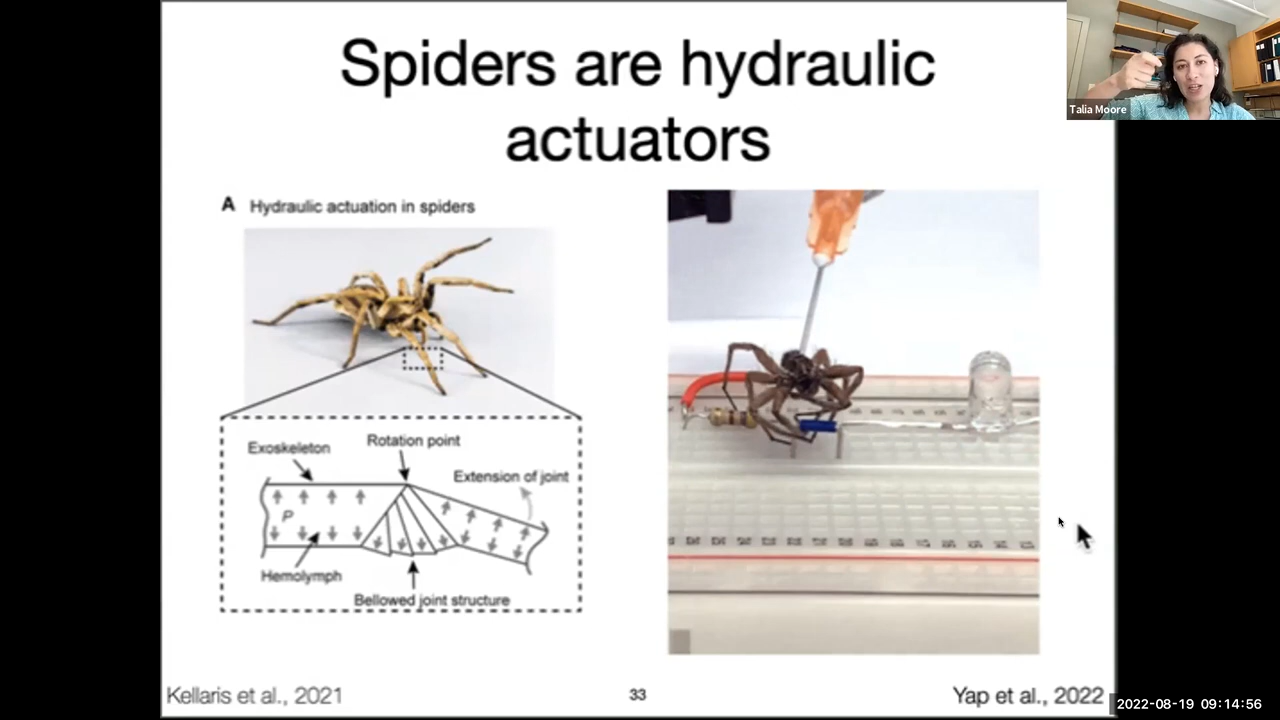 Spiders are hydraulic
actuators
Talia Moore
A Hydraulic actuation in spiders
Exoskeleton
Rotation point
Extension of joint
P
Hemolymph
Bellowed joint structure
Kellaris et al., 2021
33
Yap et al., 2022
2022-08-19 09:14:56